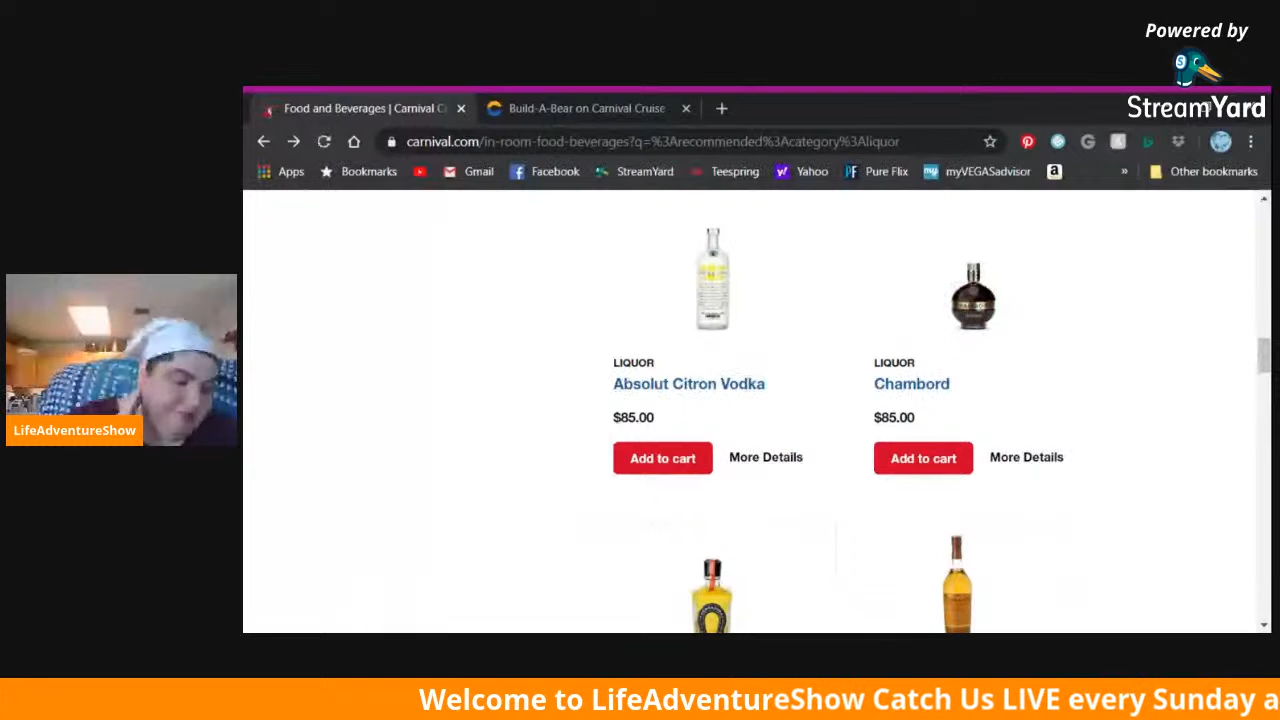 Powered by
StreamYard
Food and Beverages | Carnival C
Build-A-Bear on Carnival Cruise
carnival.com/in-room-food-beverages?q=%3Arecommended%3Acategory%3Aliquor
Apps
Bookmarks
Gmail
Facebook
StreamYard
Teespring
Yahoo
Pure Flix
myVEGASadvisor
Other bookmarks
LIQUOR
LIQUOR
Absolut Citron Vodka
Chambord
$85.00
$85.00
Add to cart
More Details
Add to cart
More Details
LifeAdventureShow
Welcome to LifeAdventureShow Catch Us LIVE every Sunday a